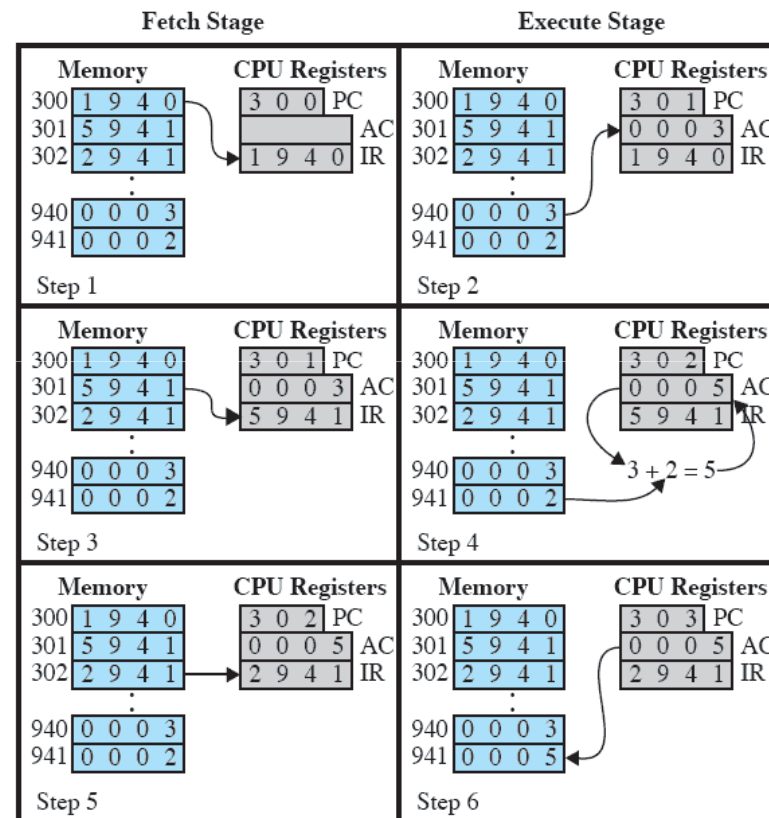 Fetch Stage
Execute Stage
Memory
CPU Registers
300 1 9 4 0
3 0 0 PC
301 5 9 4 1
AC
302 2 9 4 1
1 9 4 0 IR
940 0 0 0 3
941 0 0 0 2
Step 1
Memory
CPU Registers
300 1 9 4 0
3 0 1 PC
301 5 9 4 1
0 0 0 3 AC
302 2 9 4 1
1 9 4 0 IR
940 0 0 0 3
941 0 0 0 2
Step 2
Memory
CPU Registers
300 1 9 4 0
3 0 1 PC
301 5 9 4 1
0 0 0 3 AC
302 2 9 4 1
5 9 4 1 IR
940 0 0 0 3
941 0 0 0 2
Step 3
Memory
CPU Registers
300 1 9 4 0
3 0 2 PC
301 5 9 4 1
0 0 0 5 AC
302 2 9 4 1
5 9 4 1 IR
940 0 0 0 3
3 + 2 = 5
941 0 0 0 2
Step 4
Memory
CPU Registers
300 1 9 4 0
3 0 2 PC
301 5 9 4 1
0 0 0 5 AC
302 2 9 4 1
2 9 4 1 IR
940 0 0 0 3
941 0 0 0 2
Step 5
Memory
CPU Registers
300 1 9 4 0
3 0 3 PC
301 5 9 4 1
0 0 0 5 AC
302 2 9 4 1
2 9 4 1 IR
940 0 0 0 3
941 0 0 0 5
Step 6